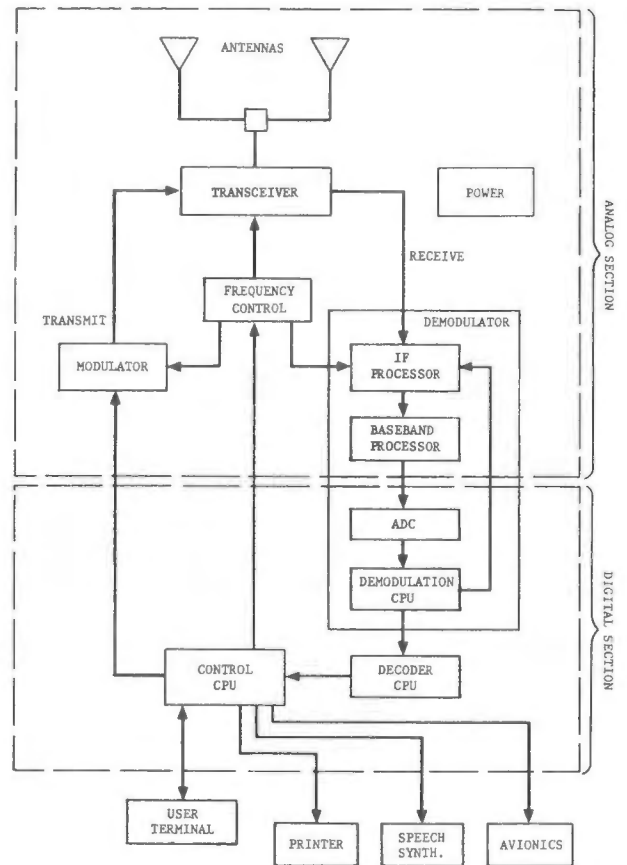 ANTENNAS
TRANSCEIVER
POWER
ANALOG SECTION
RECEIVE
FREQUENCY
CONTROL
TRANSMIT
DEMODULATOR
MODULATOR
IF
PROCESSOR
BASEBAND
PROCESSOR
ADC
DEMODULATION
CPU
DIGITAL SECTION
CONTROL
CPU
DECODER
CPU
USER
TERMINAL
PRINTER
SPEECH
SYNTH.
AVIONICS